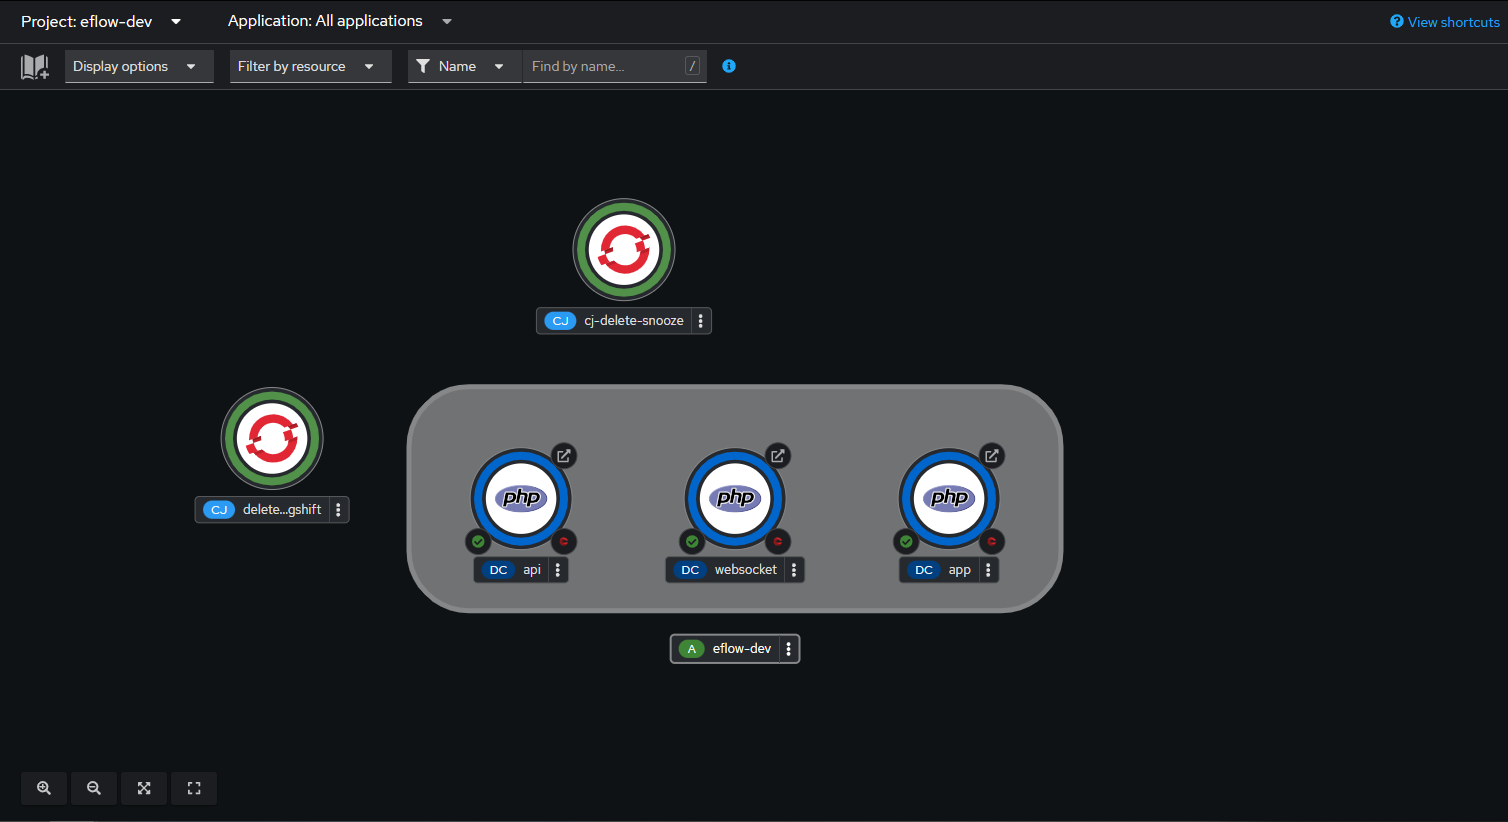 Project: eflow-dev
Application: All applications
View shortcuts
Display options
Filter by resource
Name
Find by name...
/
CJ cj-delete-snooze
CJ delete...gshift
php
php
php
DC api
DC websocket
DC app
A eflow-dev